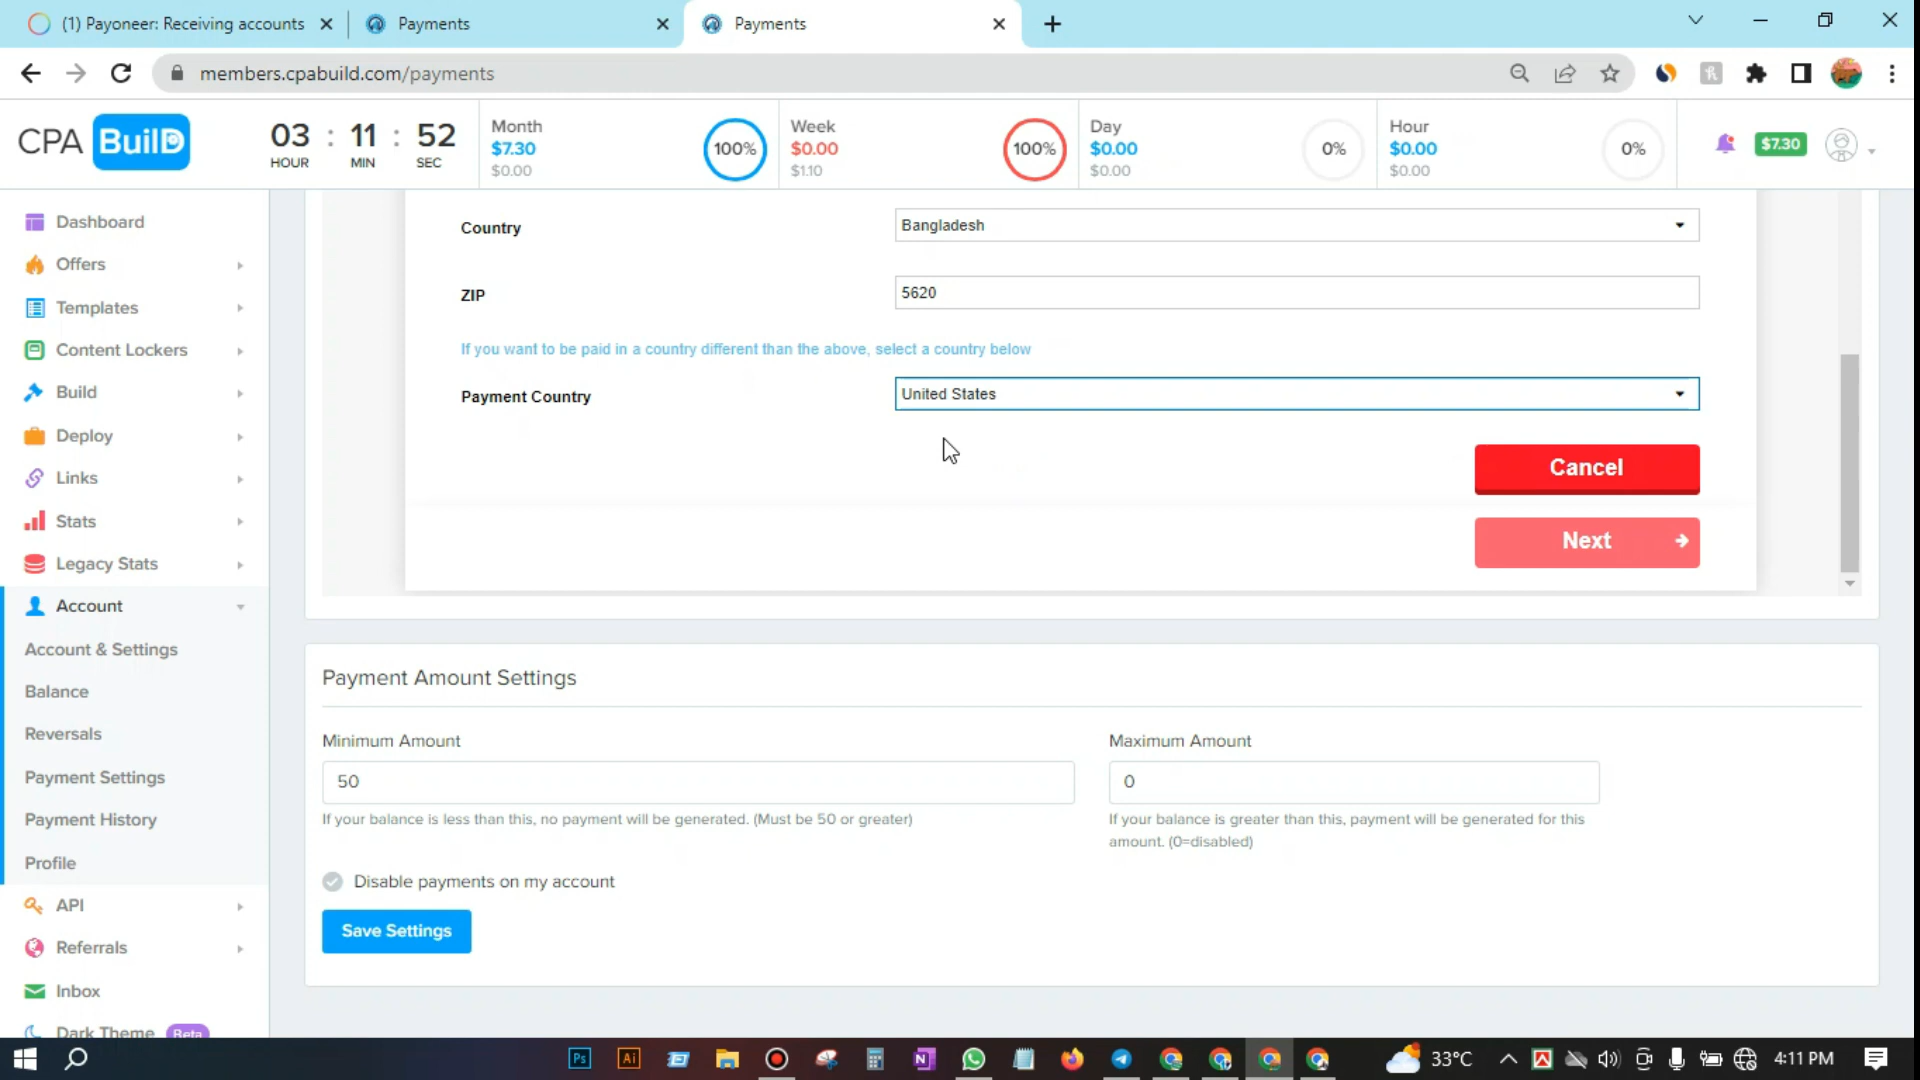 (1) Payoneer: Receiving accounts
Payments
Payments
members.cpabuild.com/payments
CPA BuilD
03 : 11 : 52
HOUR MIN SEC
Month
$7.30
$0.00
100%
Week
$0.00
$1.10
100%
Day
$0.00
$0.00
0%
Hour
$0.00
$0.00
0%
$7.30
Dashboard
Offers
Templates
Content Lockers
Build
Deploy
Links
Stats
Legacy Stats
Account
Account & Settings
Balance
Reversals
Payment Settings
Payment History
Profile
API
Referrals
Inbox
Dark Theme Beta
Country
Bangladesh
ZIP
5620
If you want to be paid in a country different than the above, select a country below
Payment Country
United States
Cancel
Next
Payment Amount Settings
Minimum Amount
50
If your balance is less than this, no payment will be generated. (Must be 50 or greater)
Maximum Amount
0
If your balance is greater than this, payment will be generated for this
amount. (0=disabled)
Disable payments on my account
Save Settings
Ps
Ai
N
33°C
4:11 PM